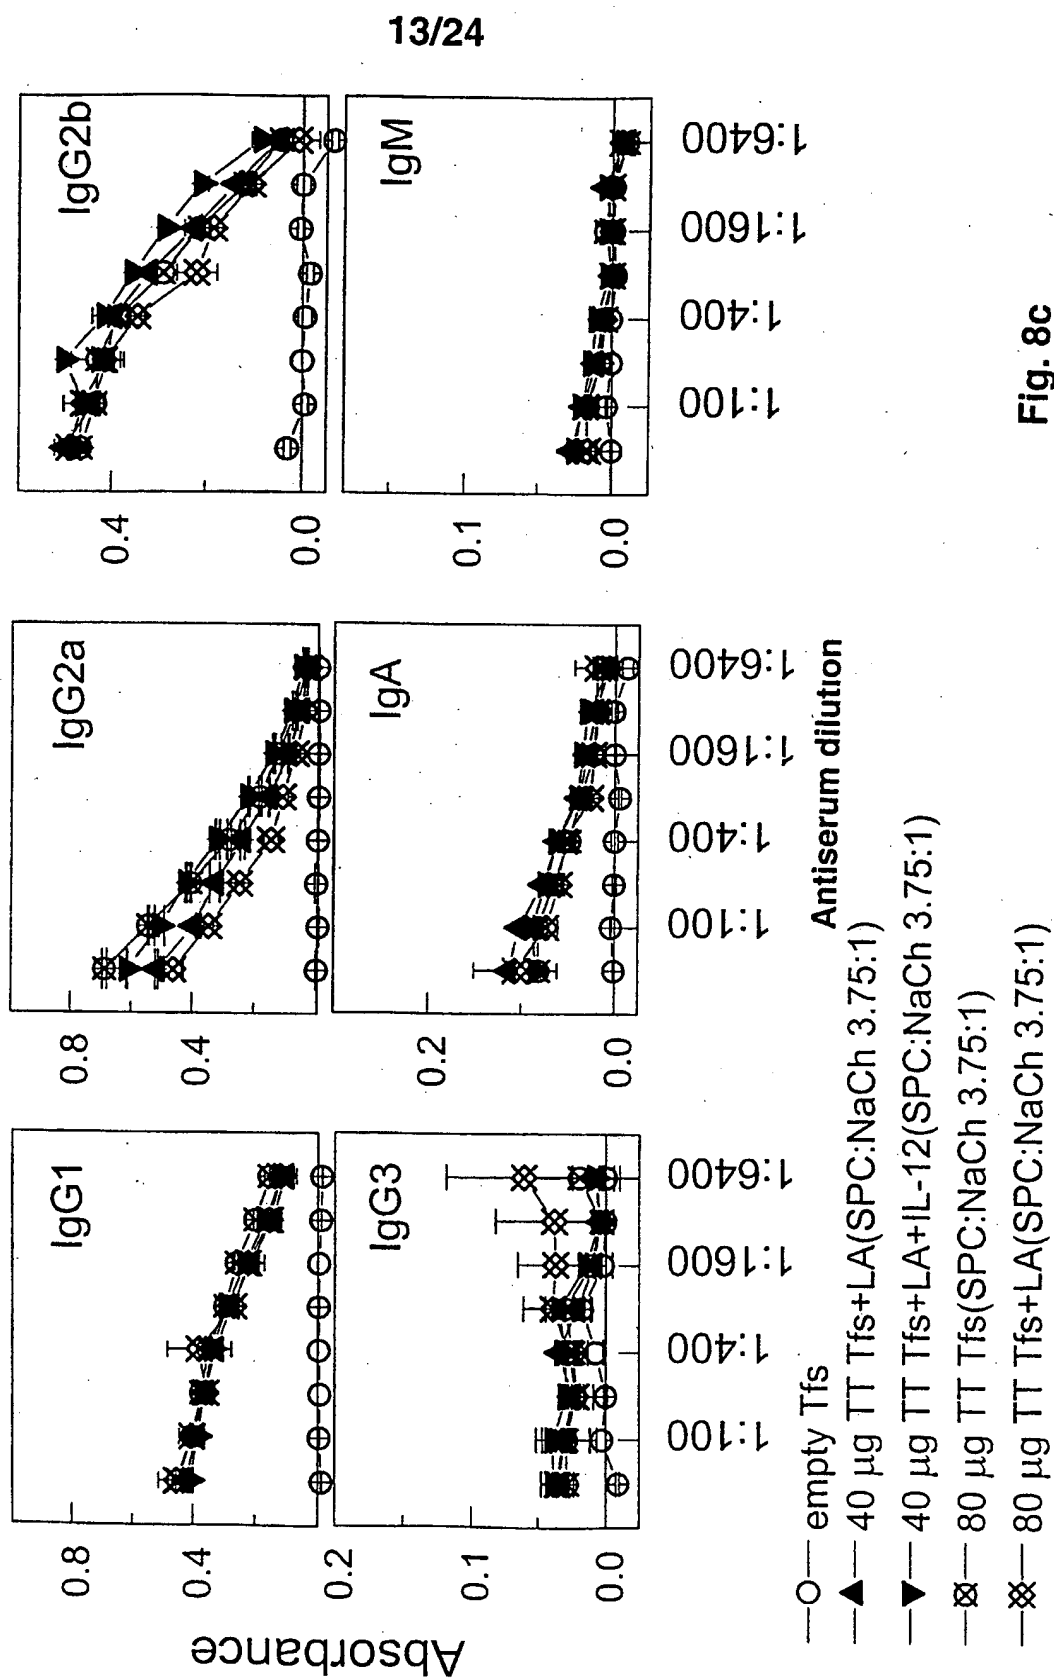 13/24
Absorbance
IgG1
IgG2a
IgG2b
0.8
0.4
0.8
0.4
0.4
0.0
IgG3
IgA
IgM
0.2
0.1
0.0
0.2
0.0
0.1
0.0
1:100
1:400
1:1600
1:6400
1:100
1:400
1:1600
1:6400
1:100
1:400
1:1600
1:6400
Antiserum dilution
empty Tfs
40 µg TT Tfs+LA(SPC:NaCh 3.75:1)
40 µg TT Tfs+LA+IL-12(SPC:NaCh 3.75:1)
80 µg TT Tfs(SPC:NaCh 3.75:1)
80 µg TT Tfs+LA(SPC:NaCh 3.75:1)
Fig. 8c